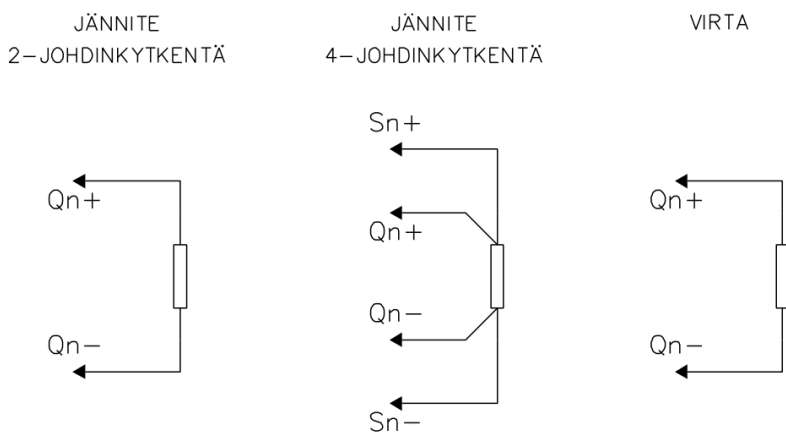 JÄNNITE
2-JOHDINKYTKENTÄ
Qn+
Qn-
JÄNNITE
4-JOHDINKYTKENTÄ
Sn+
Qn+
Qn-
Sn-
VIRTA
Qn+
Qn-